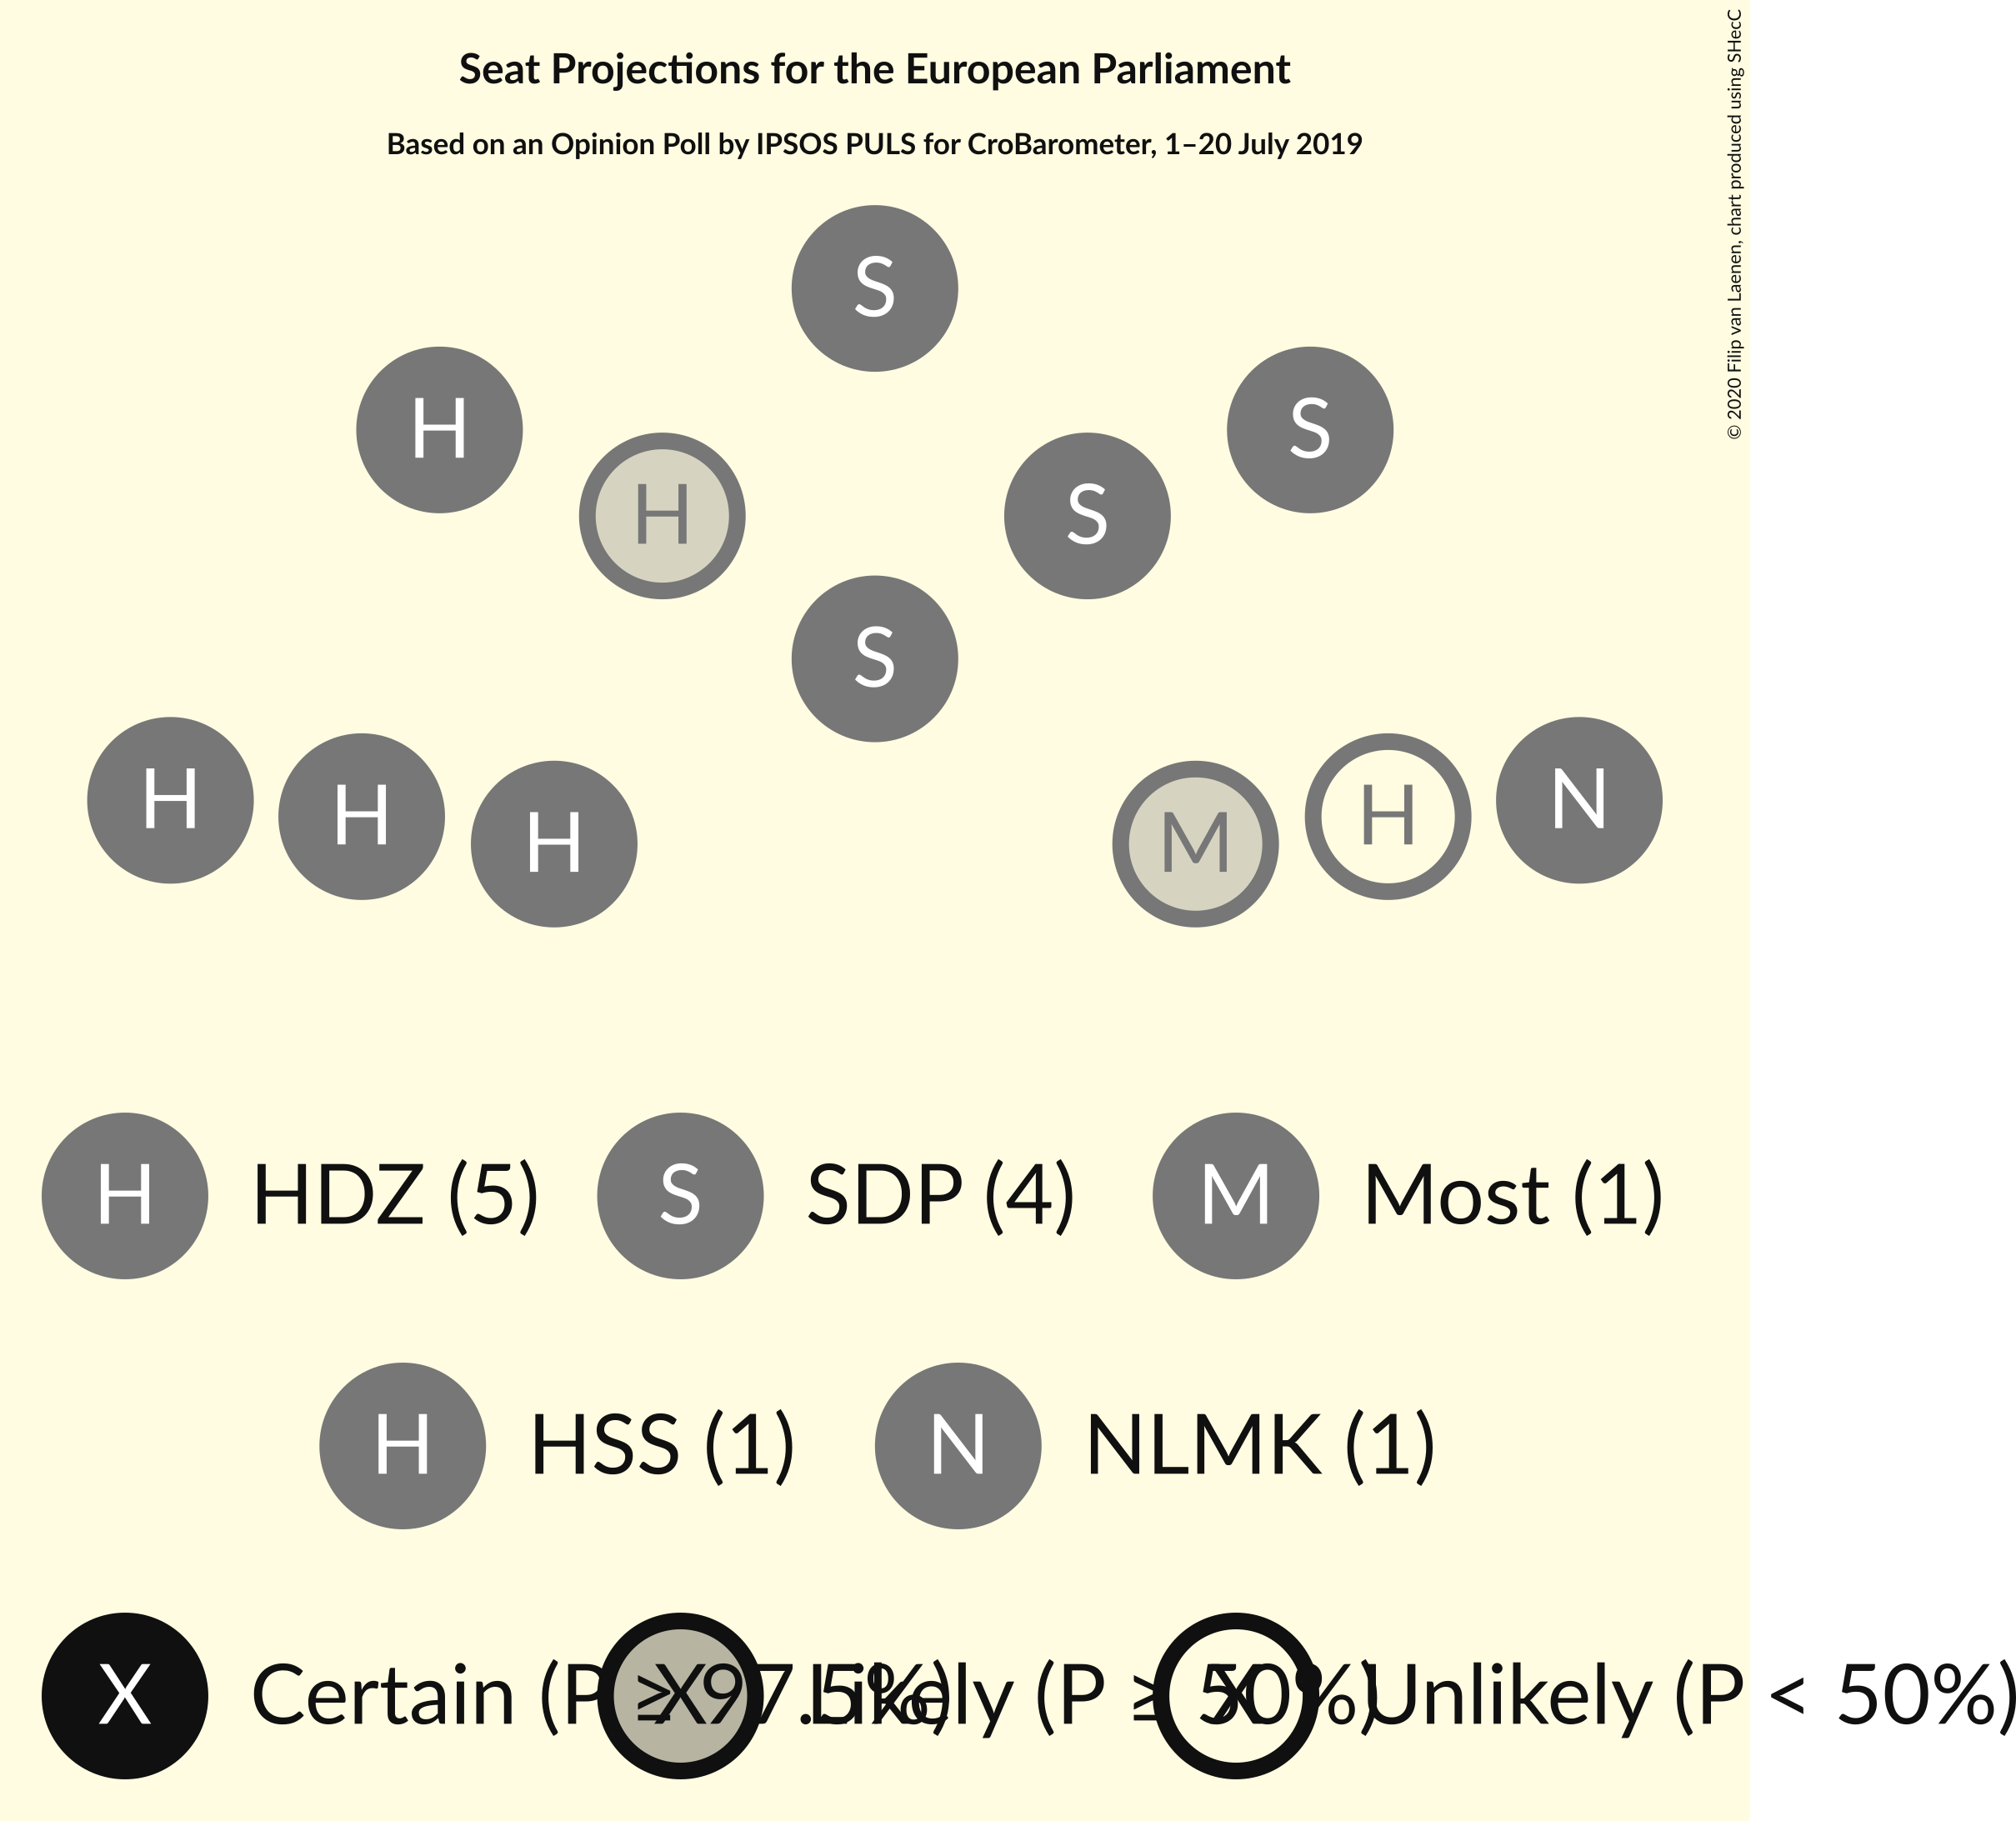 Seat Projections for the European Parliament
Based on an Opinion Poll by IPSOS PULS for CroBarometer, 1–20 July 2019
© 2020 Filip van Laenen, chart produced using SHecC
S
H S
H S
S
H N
H H
H M
H HDZ (5) S SDP (4) M Most (1)
H HSS (1) N NLMK (1)
X Certain (P ≥ 97.5%) X Likely (P ≥ 50%) X Unlikely (P < 50%)